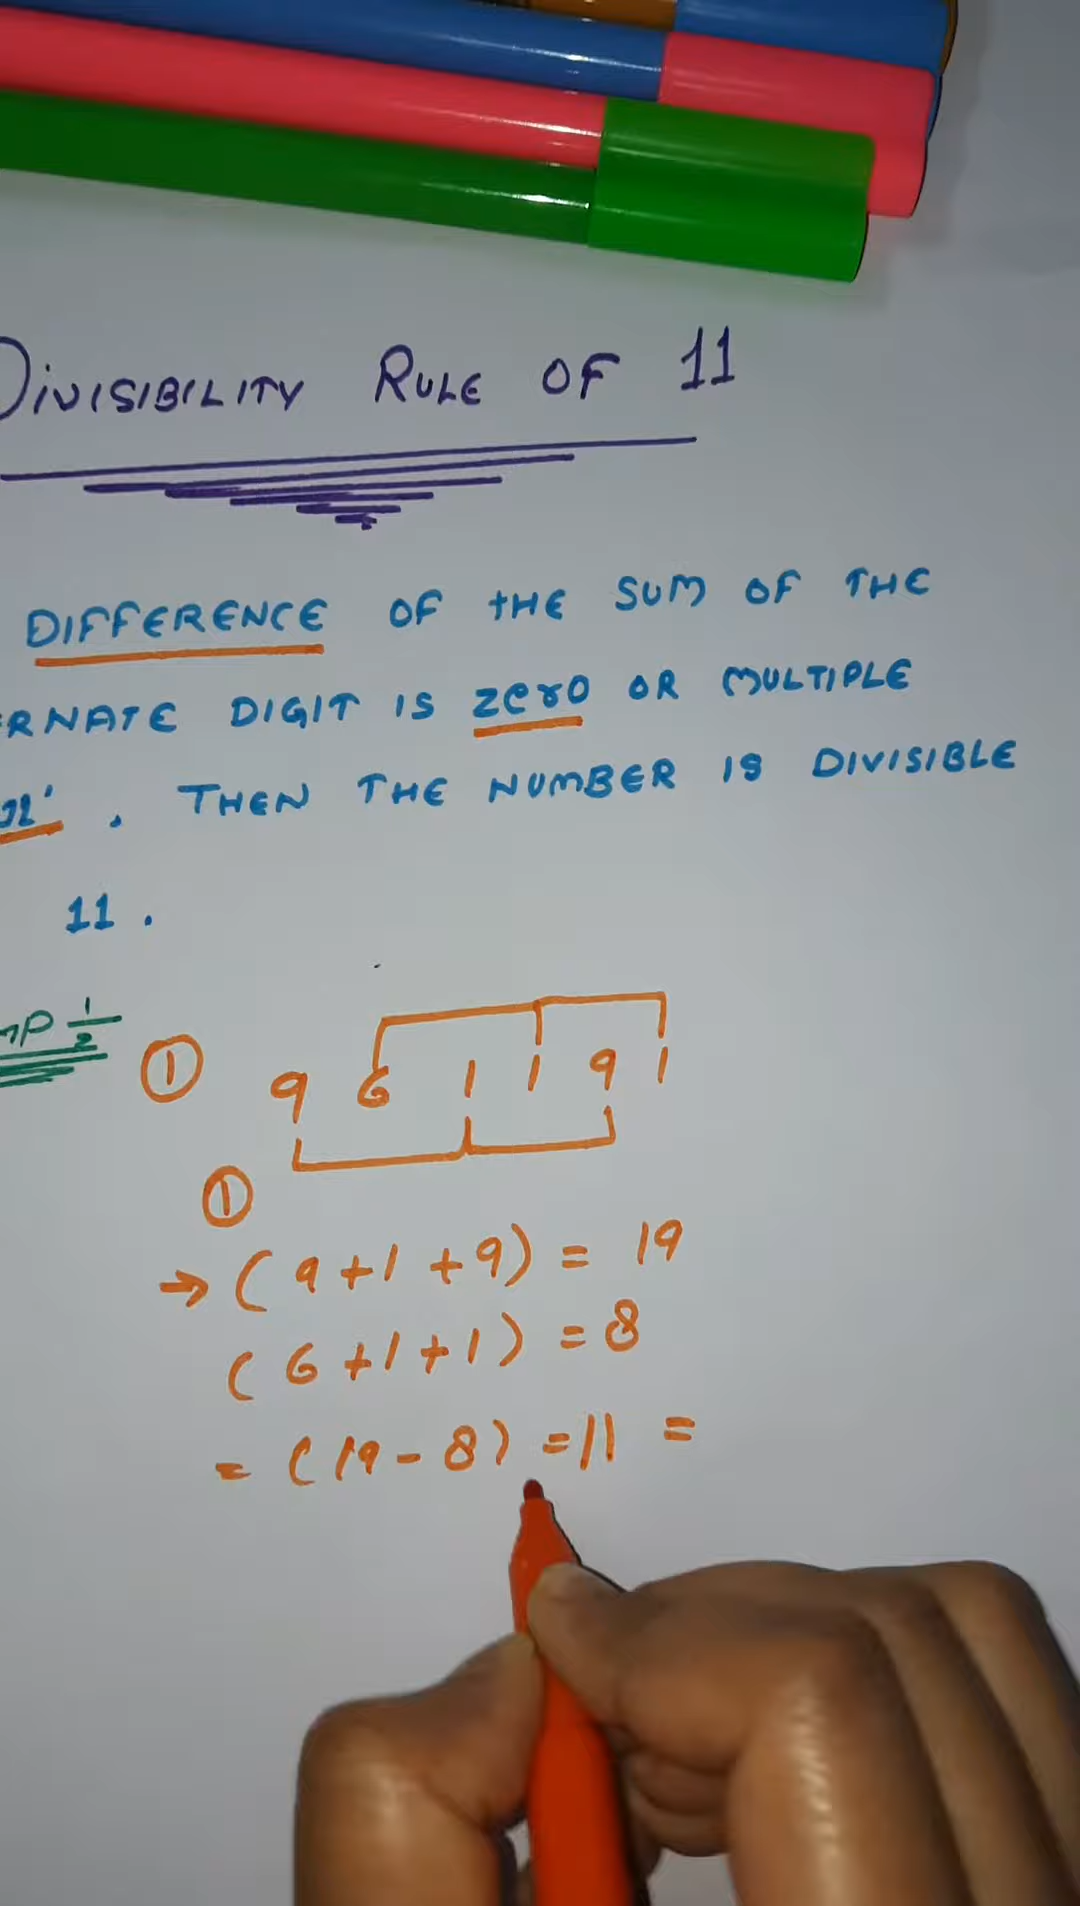 DIVISIBILITY RULE OF 11
DIFFERENCE OF tHE SUM OF THE
ERNATE DIGIT IS zero OR MULTIPLE
. THEN THE NUMBER IS DIVISIBLE
11 .
① 9 6 1 1 9 1
①
→ (9+1+9) = 19
(6+1+1) = 8
= (19-8) = 11 =